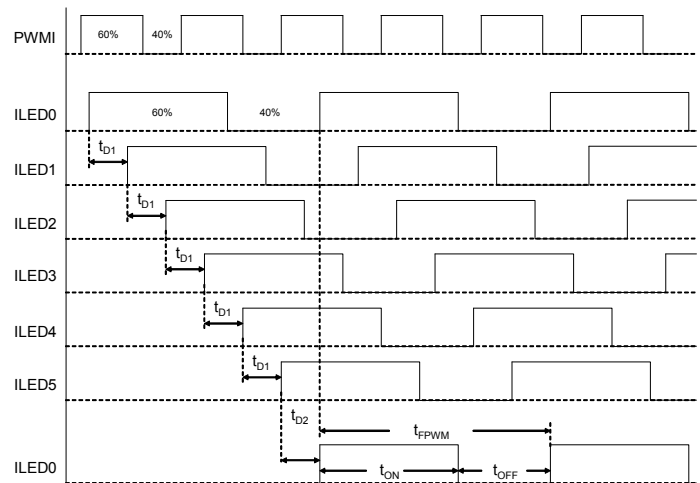 PWMI
60% 40%
ILED0
60% 40%
tD1
ILED1
tD1
ILED2
tD1
ILED3
tD1
ILED4
tD1
ILED5
tD2
tFPWM
ILED0
tON tOFF